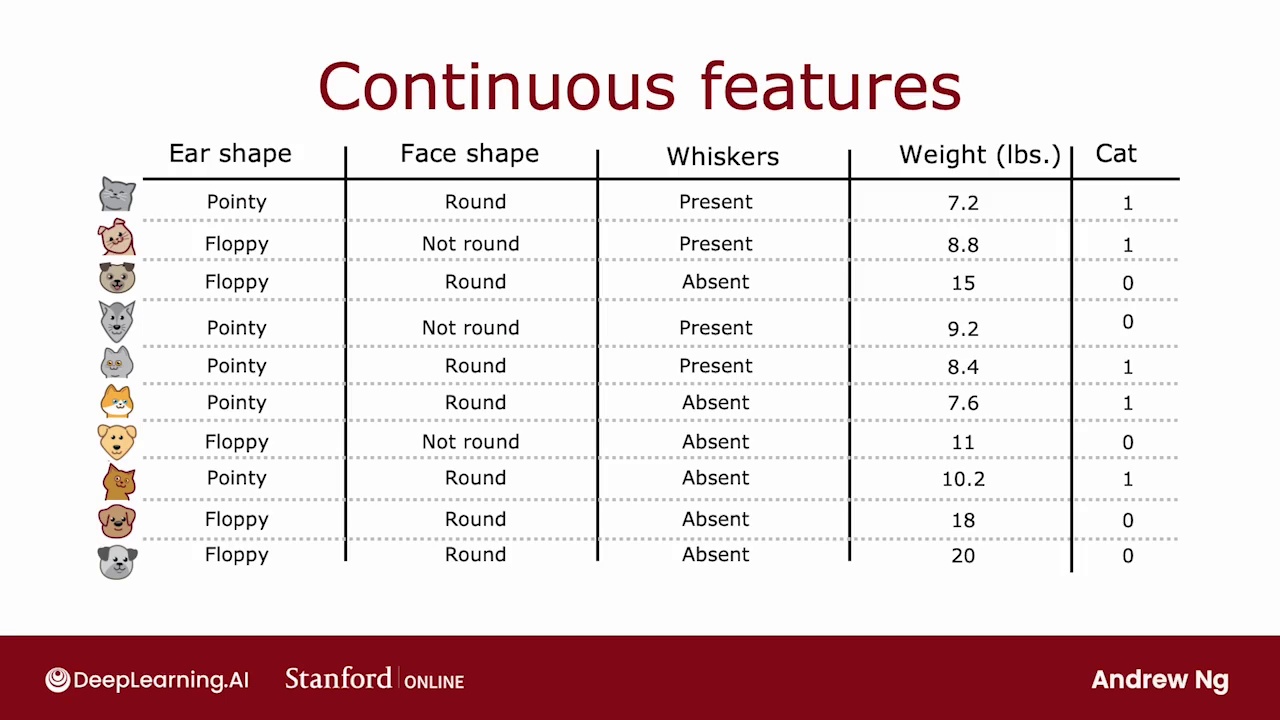 Continuous features
Ear shape Face shape Whiskers Weight (lbs.) Cat
Pointy Round Present 7.2 1
Floppy Not round Present 8.8 1
Floppy Round Absent 15 0
Pointy Not round Present 9.2 0
Pointy Round Present 8.4 1
Pointy Round Absent 7.6 1
Floppy Not round Absent 11 0
Pointy Round Absent 10.2 1
Floppy Round Absent 18 0
Floppy Round Absent 20 0
DeepLearning.AI Stanford ONLINE Andrew Ng